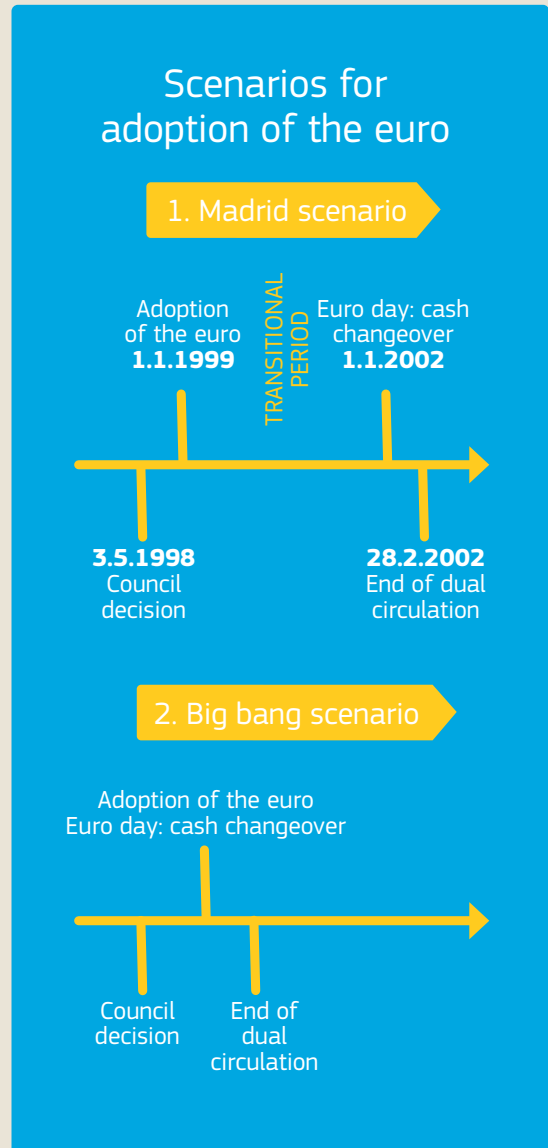 Scenarios for
adoption of the euro
1. Madrid scenario
Adoption
of the euro
1.1.1999
TRANSITIONAL
PERIOD
Euro day: cash
changeover
1.1.2002
3.5.1998
Council
decision
28.2.2002
End of dual
circulation
2. Big bang scenario
Adoption of the euro
Euro day: cash changeover
Council
decision
End of
dual
circulation